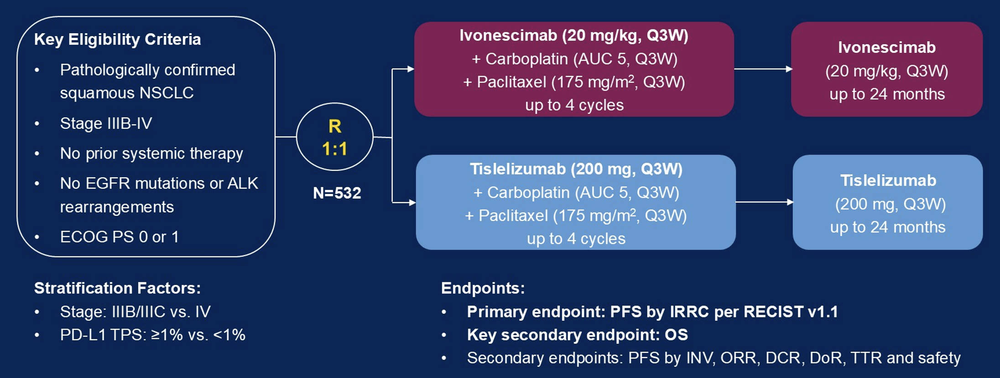 Key Eligibility Criteria
• Pathologically confirmed
squamous NSCLC
• Stage IIIB-IV
• No prior systemic therapy
• No EGFR mutations or ALK
rearrangements
• ECOG PS 0 or 1
R
1:1
N=532
Ivonescimab (20 mg/kg, Q3W)
+ Carboplatin (AUC 5, Q3W)
+ Paclitaxel (175 mg/m², Q3W)
up to 4 cycles
Ivonescimab
(20 mg/kg, Q3W)
up to 24 months
Tislelizumab (200 mg, Q3W)
+ Carboplatin (AUC 5, Q3W)
+ Paclitaxel (175 mg/m², Q3W)
up to 4 cycles
Tislelizumab
(200 mg, Q3W)
up to 24 months
Stratification Factors:
• Stage: IIIB/IIIC vs. IV
• PD-L1 TPS: ≥1% vs. <1%
Endpoints:
• Primary endpoint: PFS by IRRC per RECIST v1.1
• Key secondary endpoint: OS
• Secondary endpoints: PFS by INV, ORR, DCR, DoR, TTR and safety